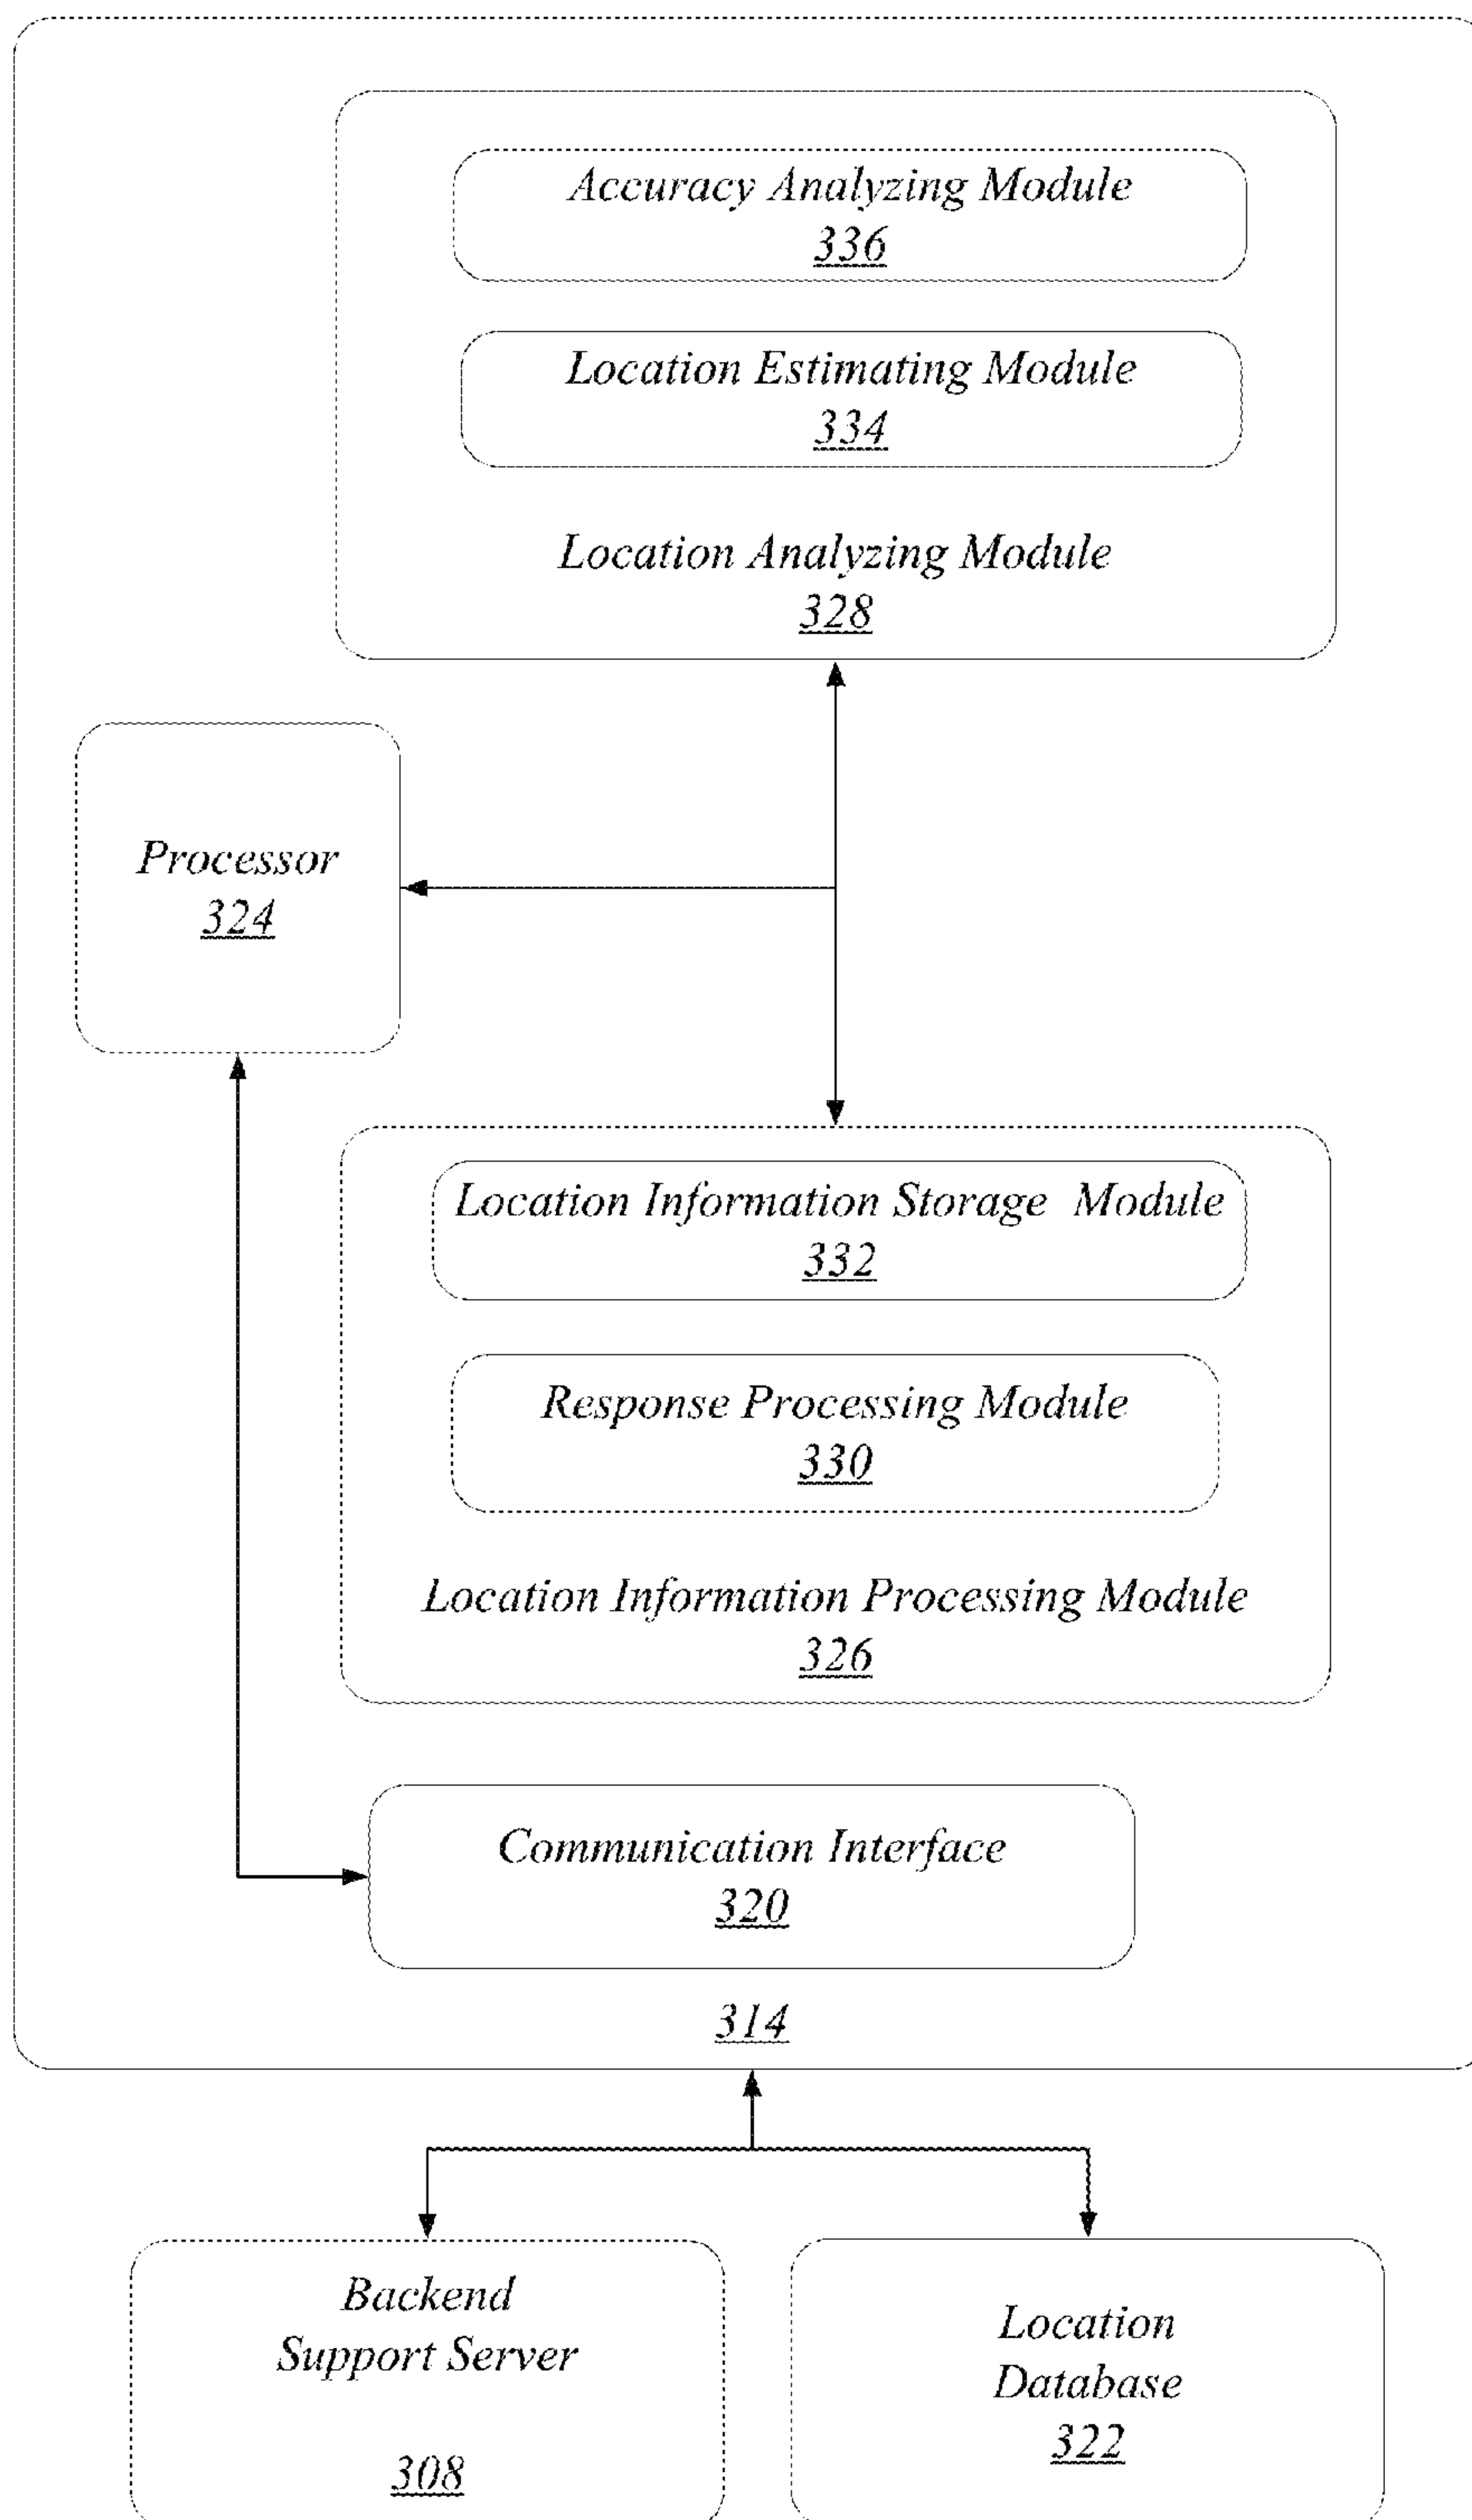 Accuracy Analyzing Module
336
Location Estimating Module
334
Location Analyzing Module
328
Processor
324
Location Information Storage Module
332
Response Processing Module
330
Location Information Processing Module
326
Communication Interface
320
314
Backend
Support Server
308
Location
Database
322